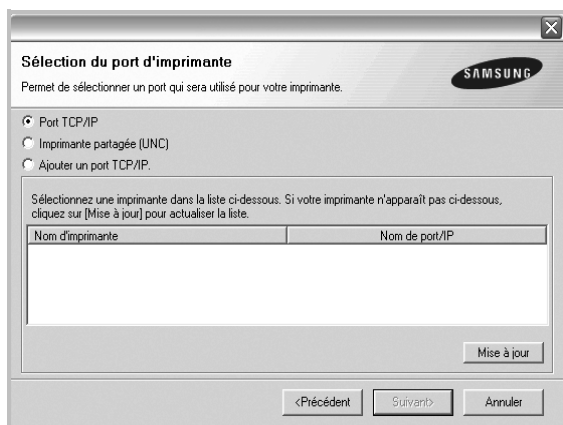 Sélection du port d'imprimante
Permet de sélectionner un port qui sera utilisé pour votre imprimante.
SAMSUNG
Port TCP/IP
Imprimante partagée (UNC)
Ajouter un port TCP/IP.
Sélectionnez une imprimante dans la liste ci-dessous. Si votre imprimante n'apparaît pas ci-dessous,
cliquez sur [Mise à jour] pour actualiser la liste.
Nom d'imprimante Nom de port/IP
Mise à jour
<Précédent Suivant> Annuler